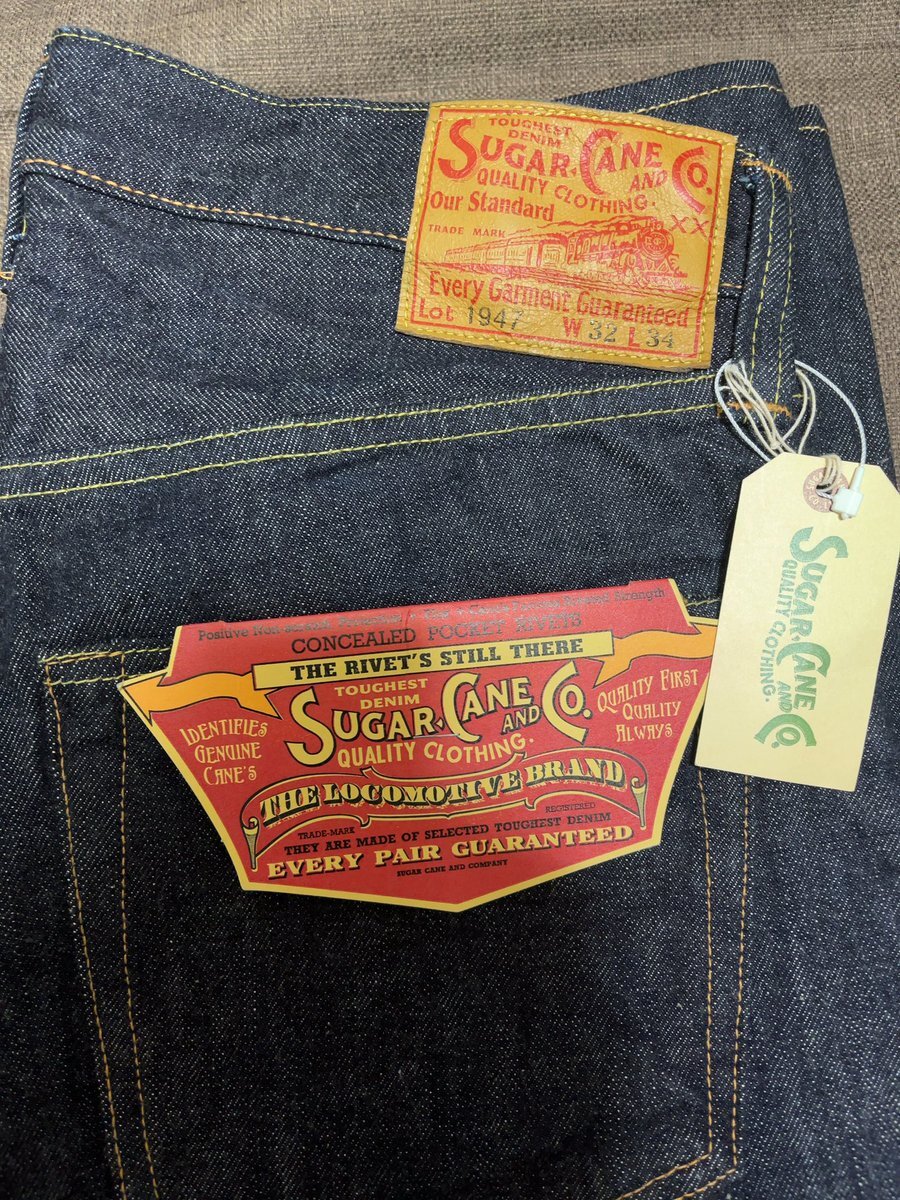 TOUGHEST
DENIM
SUGAR CANE
AND CO.
QUALITY CLOTHING.
XX
Our Standard
TRADE MARK
Every Garment Guaranteed
Lot 1947 W 32 L 34
SUGAR CANE
AND CO.
QUALITY CLOTHING.
Positive Non
Strength
CONCEALED POCKET RIVETS
THE RIVET'S STILL THERE
TOUGHEST
DENIM
SUGAR CANE
AND CO.
QUALITY CLOTHING.
IDENTIFIES
GENUINE
CANE'S
QUALITY FIRST
QUALITY
ALWAYS
THE LOCOMOTIVE BRAND
TRADE-MARK
REGISTERED
THEY ARE MADE OF SELECTED TOUGHEST DENIM
EVERY PAIR GUARANTEED
SUGAR CANE AND COMPANY